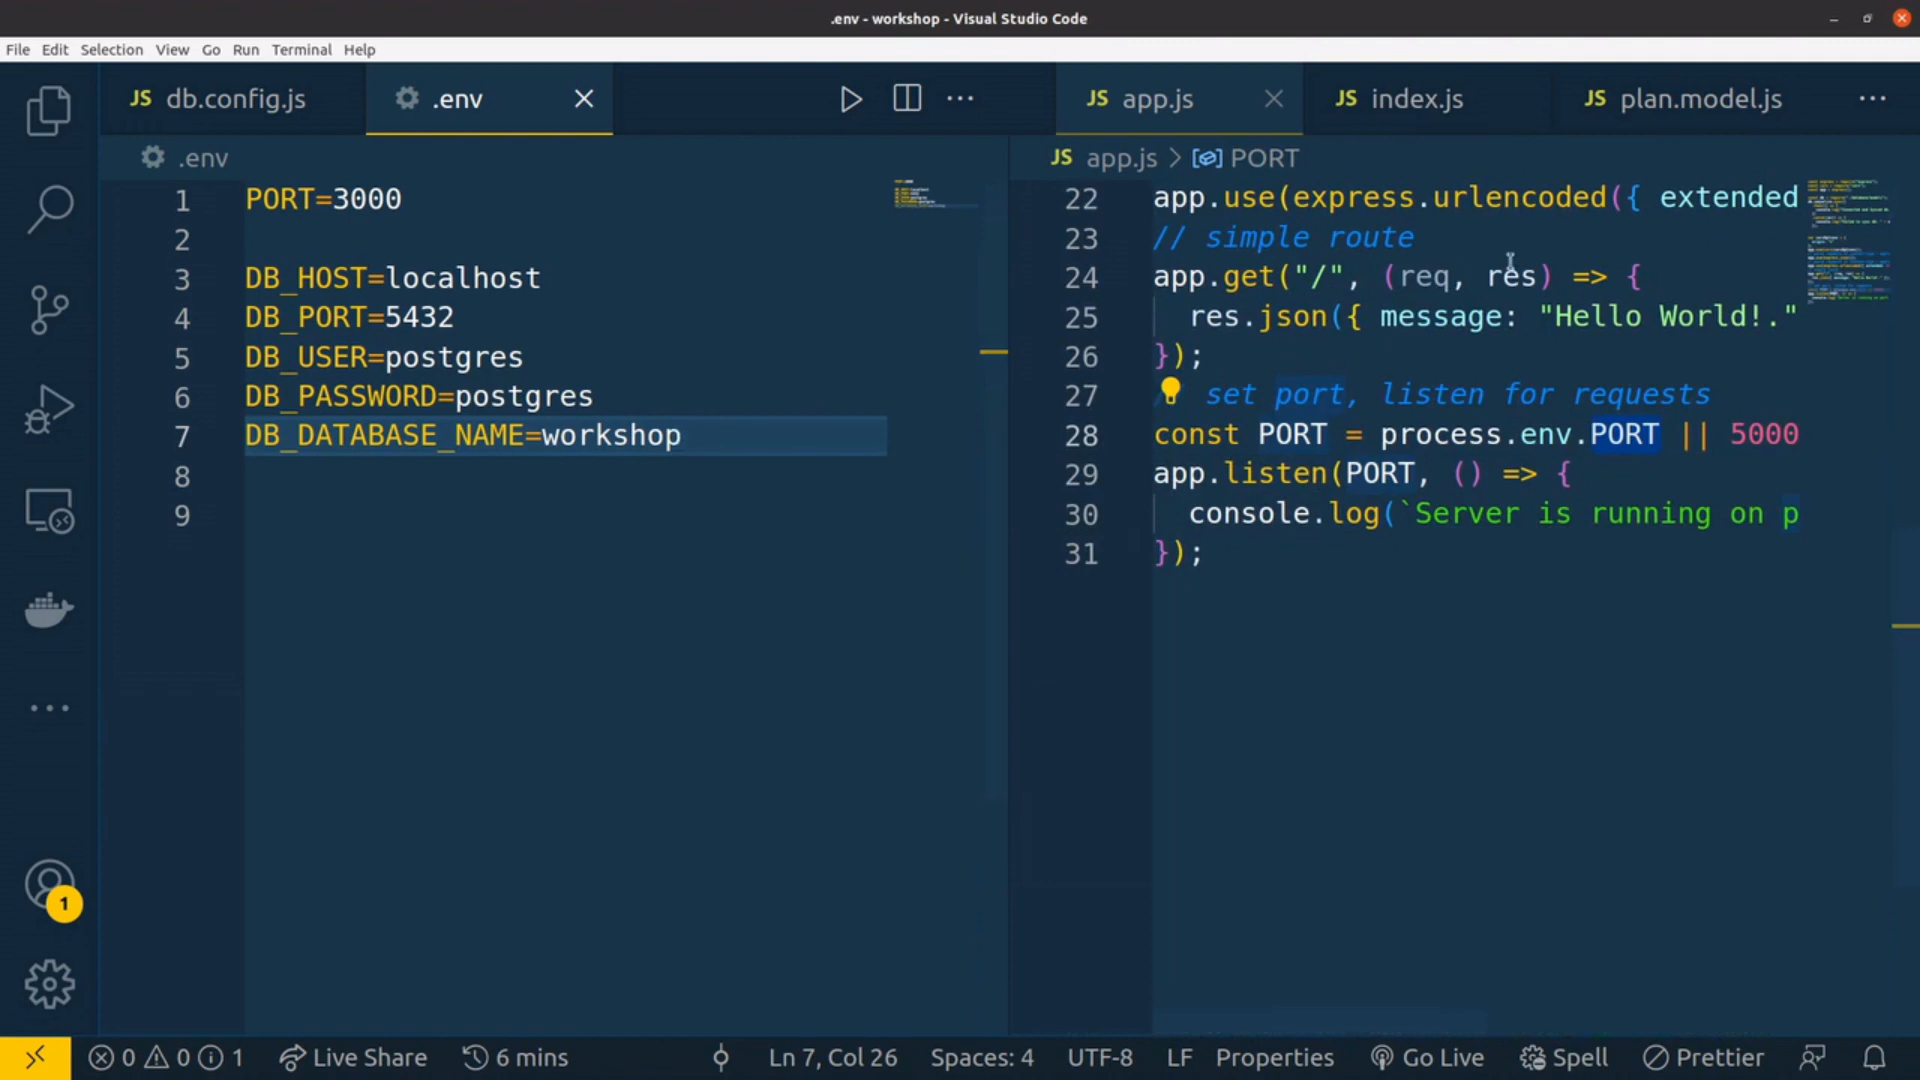 .env - workshop - Visual Studio Code
File Edit Selection View Go Run Terminal Help
JS db.config.js .env
JS app.js JS index.js JS plan.model.js
.env
JS app.js > PORT
1 PORT=3000
2
3 DB_HOST=localhost
4 DB_PORT=5432
5 DB_USER=postgres
6 DB_PASSWORD=postgres
7 DB_DATABASE_NAME=workshop
8
9
22 app.use(express.urlencoded({ extended
23 // simple route
24 app.get("/", (req, res) => {
25 res.json({ message: "Hello World!."
26 });
27 set port, listen for requests
28 const PORT = process.env.PORT || 5000
29 app.listen(PORT, () => {
30 console.log(`Server is running on p
31 });
1
0 0 1 Live Share 6 mins Ln 7, Col 26 Spaces: 4 UTF-8 LF Properties Go Live Spell Prettier